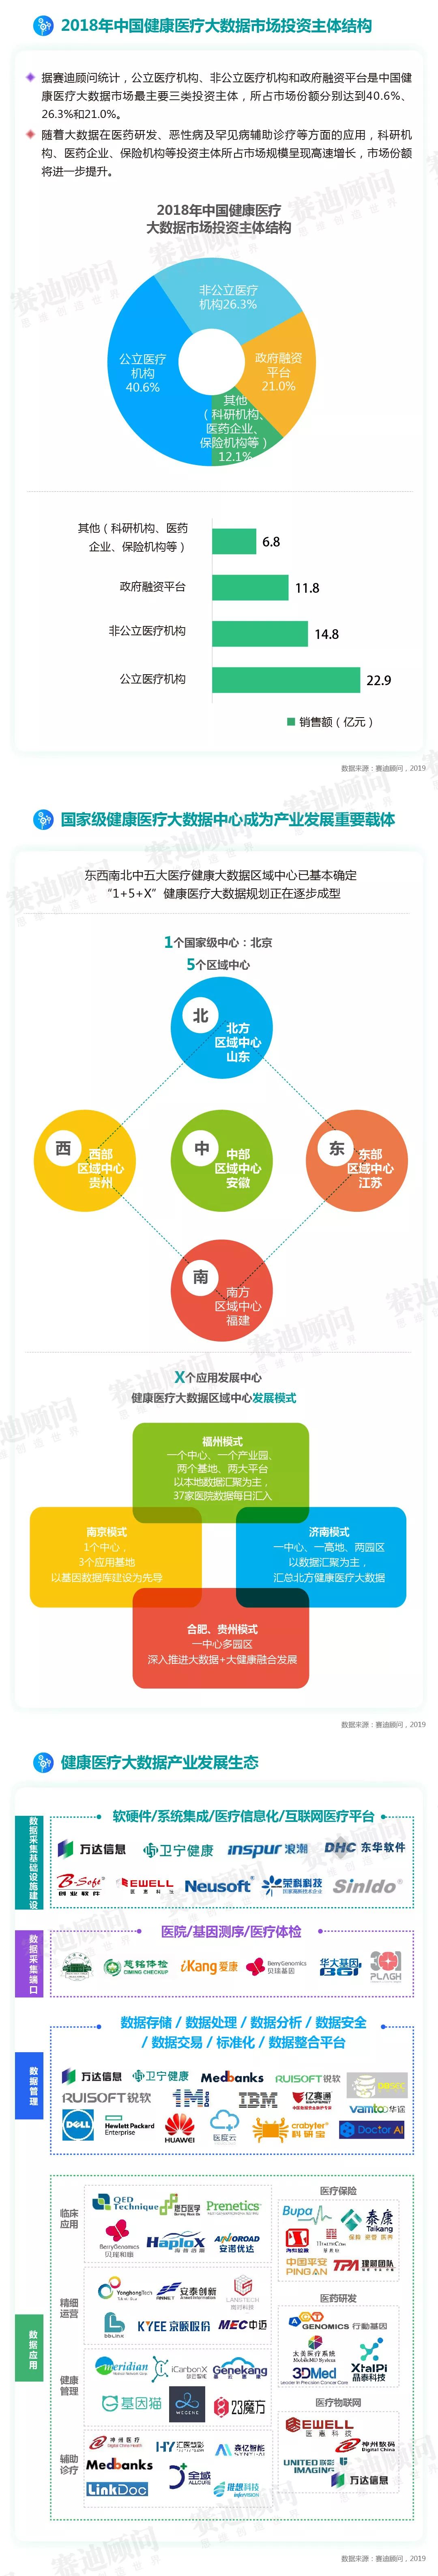 2018年中国健康医疗大数据市场投资主体结构
据赛迪顾问统计，公立医疗机构、非公立医疗机构和政府融资平台是中国健
康医疗大数据市场最主要三类投资主体，所占市场份额分别达到40.6%、
26.3%和21.0%。
随着大数据在医药研发、恶性病及罕见病辅助诊疗等方面的应用，科研机
构、医药企业、保险机构等投资主体所占市场规模呈现高速增长，市场份额
将进一步提升。
2018年中国健康医疗
大数据市场投资主体结构
非公立医疗
机构26.3%
公立医疗
机构
40.6%
政府融资
平台
21.0%
其他
（科研机构、
医药企业、
保险机构等）
12.1%
其他（科研机构、医药
企业、保险机构等）
6.8
政府融资平台
11.8
非公立医疗机构
14.8
公立医疗机构
22.9
销售额（亿元）
数据来源：赛迪顾问，2019
国家级健康医疗大数据中心成为产业发展重要载体
东西南北中五大医疗健康大数据区域中心已基本确定
“1+5+X”健康医疗大数据规划正在逐步成型
1个国家级中心：北京
5个区域中心
北
北方
区域中心
山东
西
西部
区域中心
贵州
中
中部
区域中心
安徽
东
东部
区域中心
江苏
南
南方
区域中心
福建
X个应用发展中心
健康医疗大数据区域中心发展模式
福州模式
一个中心、一个产业园、
两个基地、两大平台
以本地数据汇聚为主，
37家医院数据每日汇入
南京模式
1个中心，
3个应用基地
以基因数据库建设为先导
济南模式
一中心、一高地、两园区
以数据汇聚为主，
汇总北方健康医疗大数据
合肥、贵州模式
一中心多园区
深入推进大数据+大健康融合发展
数据来源：赛迪顾问，2019
健康医疗大数据产业发展生态
数据采集基础设施建设
软硬件/系统集成/医疗信息化/互联网医疗平台
万达信息
卫宁健康
inspur 浪潮
DHC 东华软件
B-Soft
创业软件
EWELL
医惠科技
Neusoft
荣科科技
Sinldo
数据采集端口
医院/基因测序/医疗体检
慈铭体检
CIMING CHECKUP
iKang爱康
BerryGenomics
贝瑞基因
华大基因
BGI
301
PLAGH
数据管理
数据存储 / 数据处理 / 数据分析 / 数据安全
/ 数据交易 / 标准化 / 数据整合平台
万达信息
卫宁健康
Medbanks
RUISOFT锐软
RUISOFT锐软
IBM
亿赛通
DBSEC
Vamtoo华途
DELL
Hewlett Packard
Enterprise
HUAWEI
医度云
crabyter
科明宝
Doctor AI
数据应用
临床
应用
QED
Technique
Prenetics
BerryGenomics
贝瑞和康
HaploX
ANNOROAD
安诺优达
精细
运营
YonghongTech
安泰创新
LANSTECH
KYEE 京颐股份
MEC中迈
健康
管理
meridian
iCarbonX
Genekang
基因猫
WEGENE
23魔方
辅助
诊疗
神州医疗
Digital China Health
HY 汇医慧影
森亿智能
SYNYI.AI
Medbanks
LinkDoc
金域
推想科技
医疗保险
Bupa
泰康
Taikang
中国平安
PING AN
TPA 理赔团队
医药研发
ACT
GENOMICS 行動基因
太美医疗系统
MobileMD System
3DMed
Leader in Precision Cancer Care
XtalPi
晶泰科技
医疗物联网
EWELL
医惠科技
神州数码
Digital China
UNITED
IMAGING
联影
万达信息
数据来源：赛迪顾问，2019